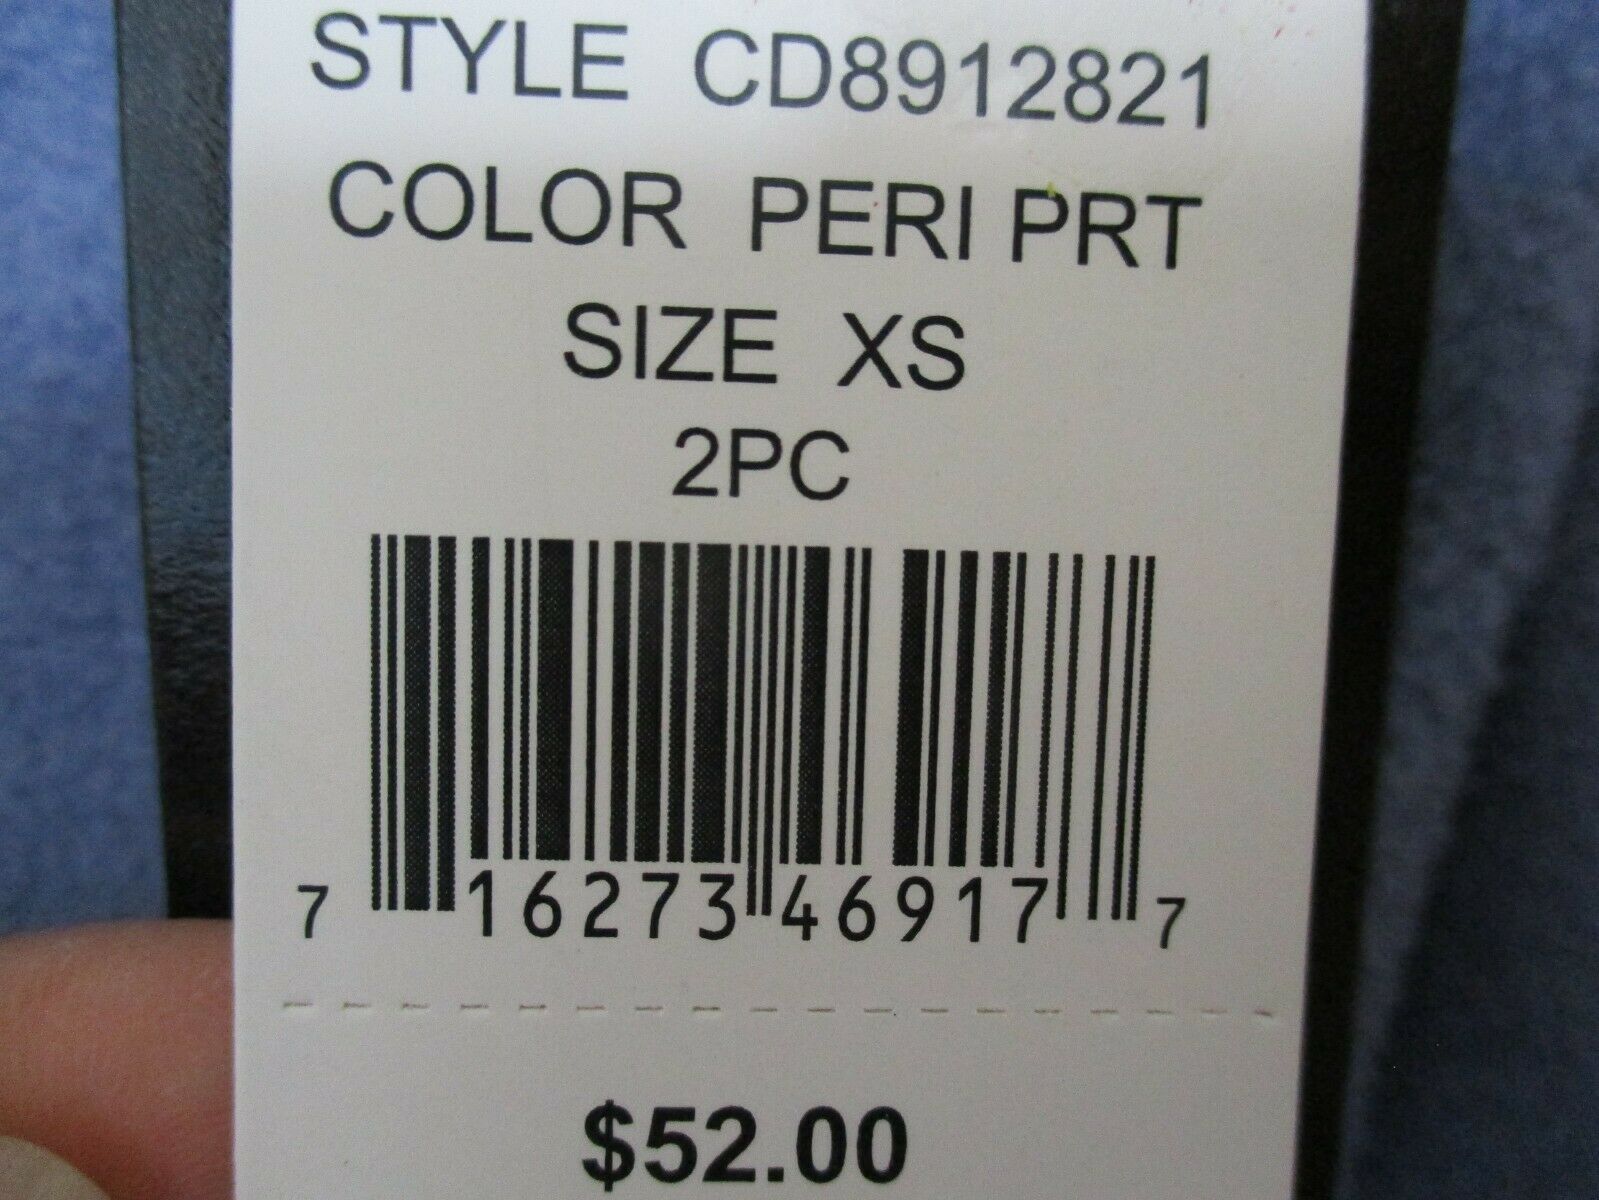 STYLE CD8912821
COLOR PERI PRT
SIZE XS
2PC
7 16273 46917 7
$52.00